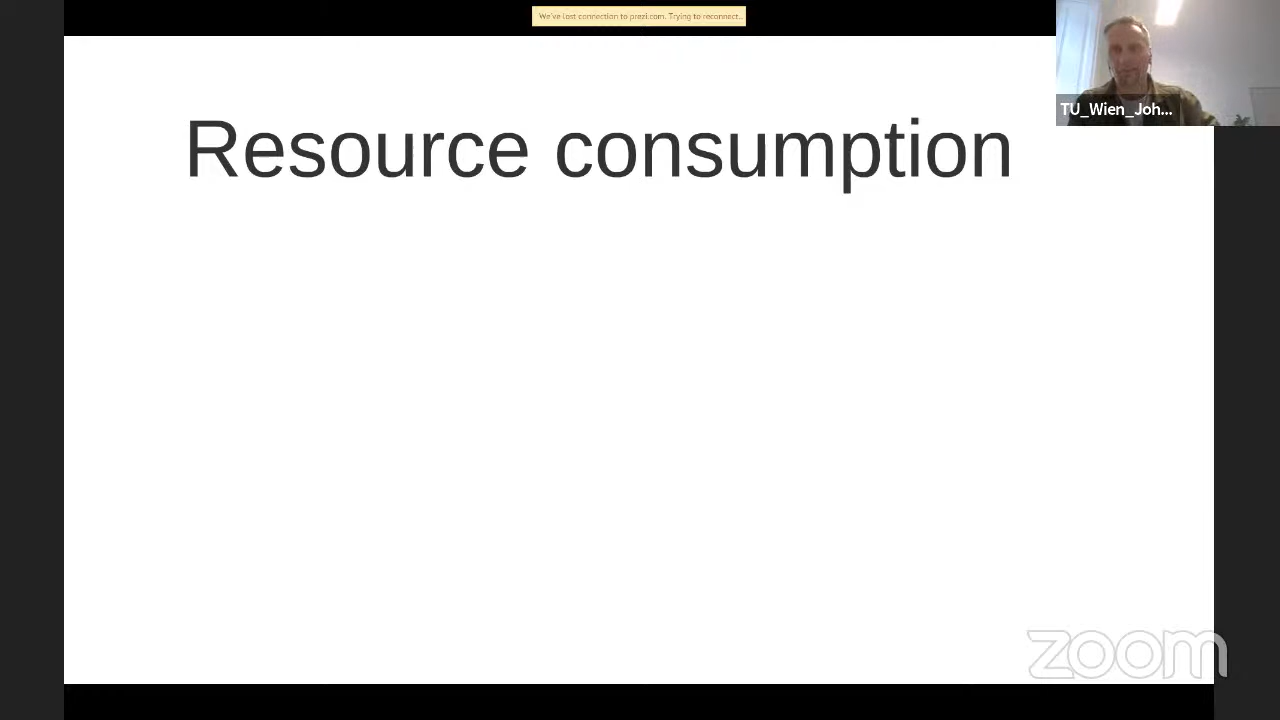 We've lost connection to prezi.com. Trying to reconnect...
TU_Wien_Joh...
Resource consumption
zoom